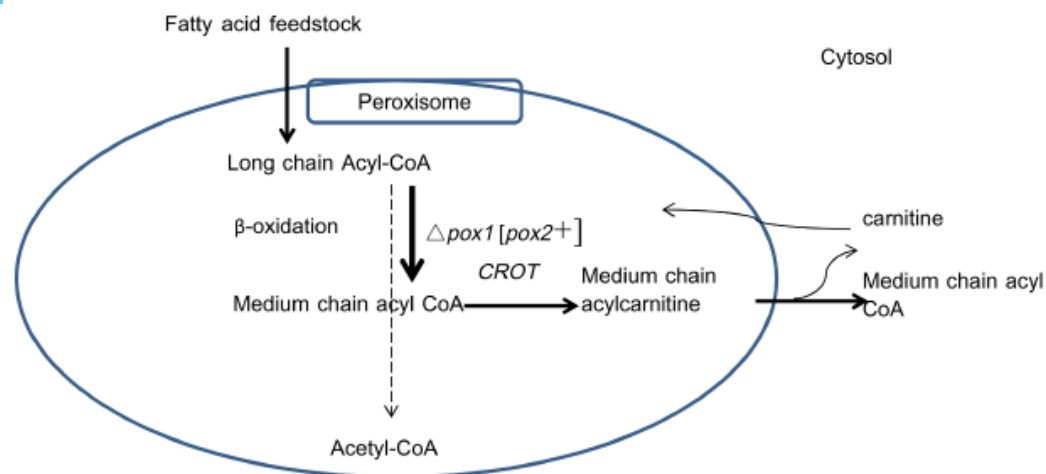 Fatty acid feedstock
Cytosol
Peroxisome
Long chain Acyl-CoA
β-oxidation
△pox1[pox2+]
carnitine
CROT
Medium chain acyl CoA
Medium chain
acylcarnitine
Medium chain acyl
CoA
Acetyl-CoA